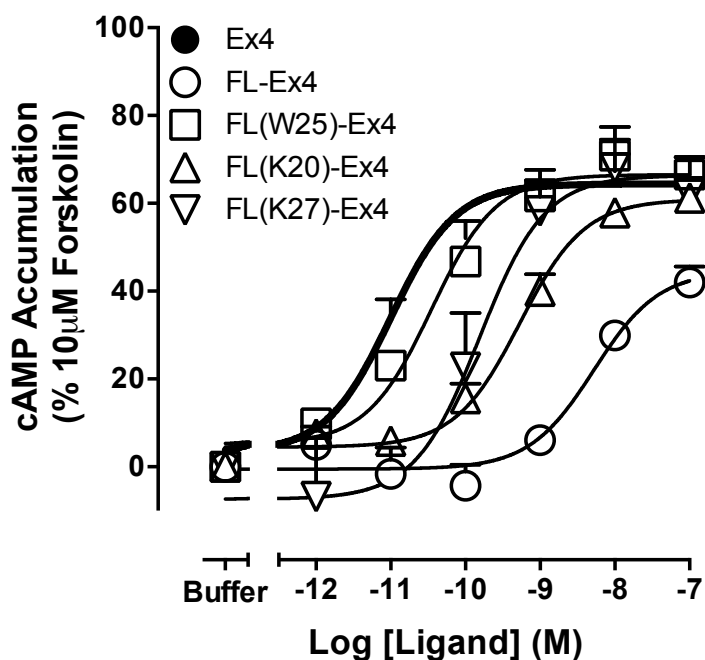 100
80
60
40
20
0
cAMP Accumulation
(% 10µM Forskolin)
Ex4
FL-Ex4
FL(W25)-Ex4
FL(K20)-Ex4
FL(K27)-Ex4
Buffer -12 -11 -10 -9 -8 -7
Log [Ligand] (M)